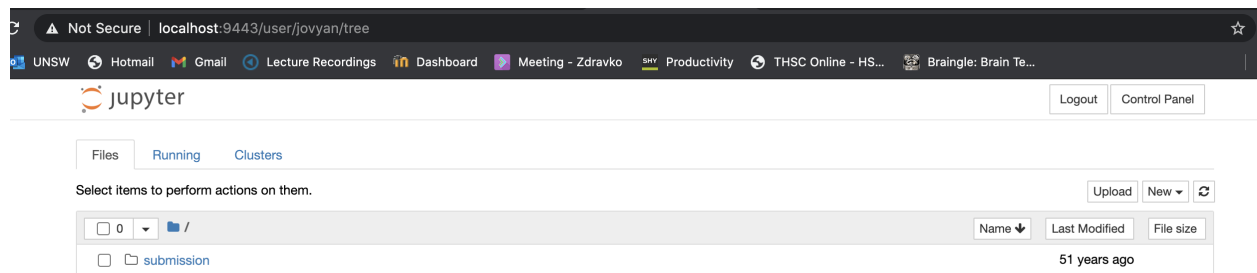 Not Secure | localhost:9443/user/jovyan/tree
UNSW Hotmail Gmail Lecture Recordings Dashboard Meeting - Zdravko SHY Productivity THSC Online - HS... Braingle: Brain Te...
jupyter Logout Control Panel
Files Running Clusters
Select items to perform actions on them. Upload New
0 / Name Last Modified File size
submission 51 years ago